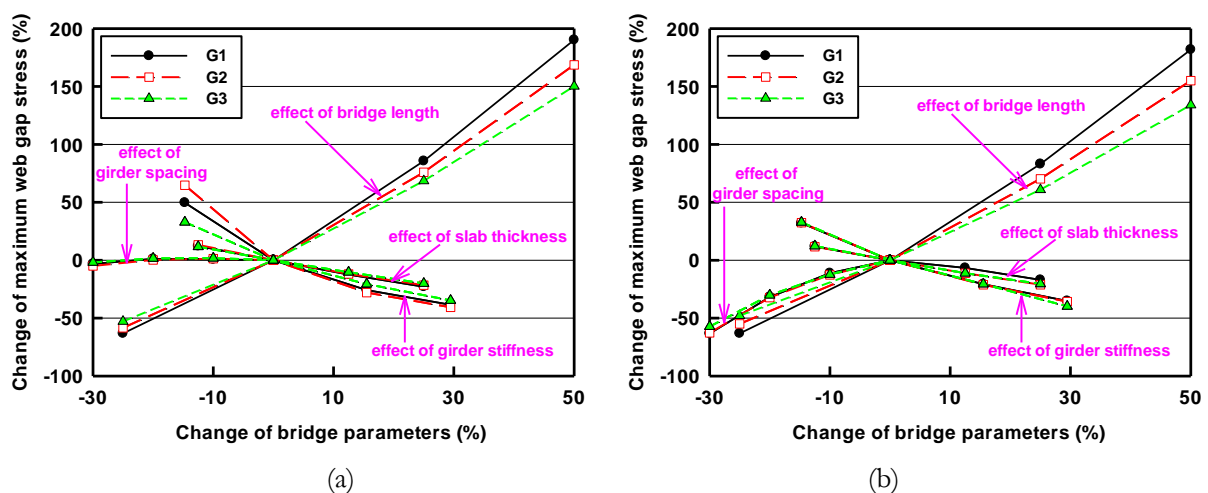 Change of maximum web gap stress (%)
200
150
100
50
0
-50
-100
G1
G2
G3
effect of bridge length
effect of
girder spacing
effect of slab thickness
effect of girder stiffness
-30
-10
10
30
50
Change of bridge parameters (%)
(a)
Change of maximum web gap stress (%)
200
150
100
50
0
-50
-100
G1
G2
G3
effect of bridge length
effect of
girder spacing
effect of slab thickness
effect of girder stiffness
-30
-10
10
30
50
Change of bridge parameters (%)
(b)